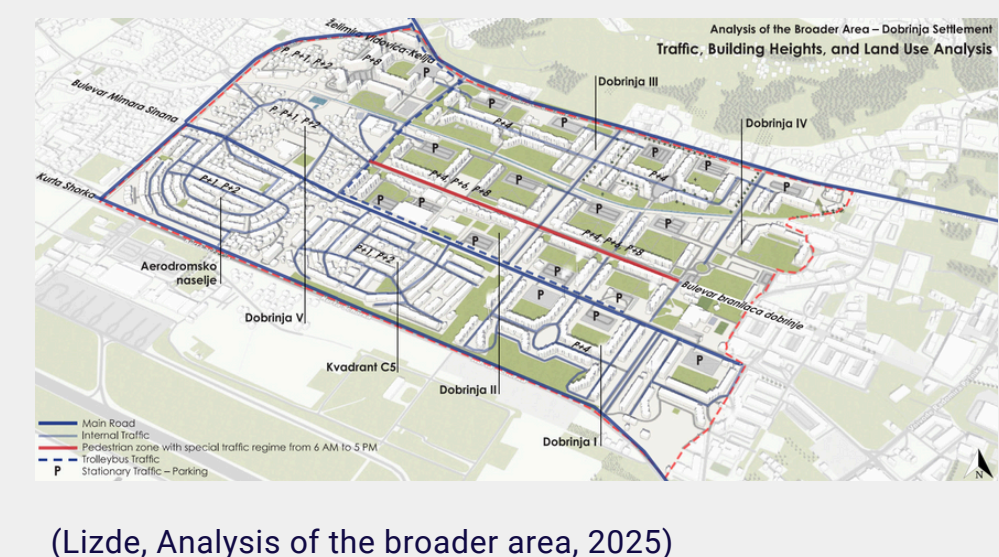 Analysis of the Broader Area – Dobrinja Settlement
Traffic, Building Heights, and Land Use Analysis
Želimira Vidovića-Kelija
P, P+1, P+2
P+8
P
Bulevar Mimara Sinana
Dobrinja III
P
P
P+4
Dobrinja IV
P, P+1, P+2
P
P
P
P+4
P
Kurta Shorka
P+1, P+2
P+4, P+6, P+8
P
P
P
P
P
P+4, P+6, P+8
P
P
P+1, P+2
Aerodromsko
naselje
P
P
P
Bulevar branilaca dobrinje
Dobrinja V
P
P+4
P
Kvadrant C5
Dobrinja II
Dobrinja I
Main Road
Internal Traffic
Pedestrian zone with special traffic regime from 6 AM to 5 PM
Trolleybus Traffic
P Stationary Traffic – Parking
N
(Lizde, Analysis of the broader area, 2025)